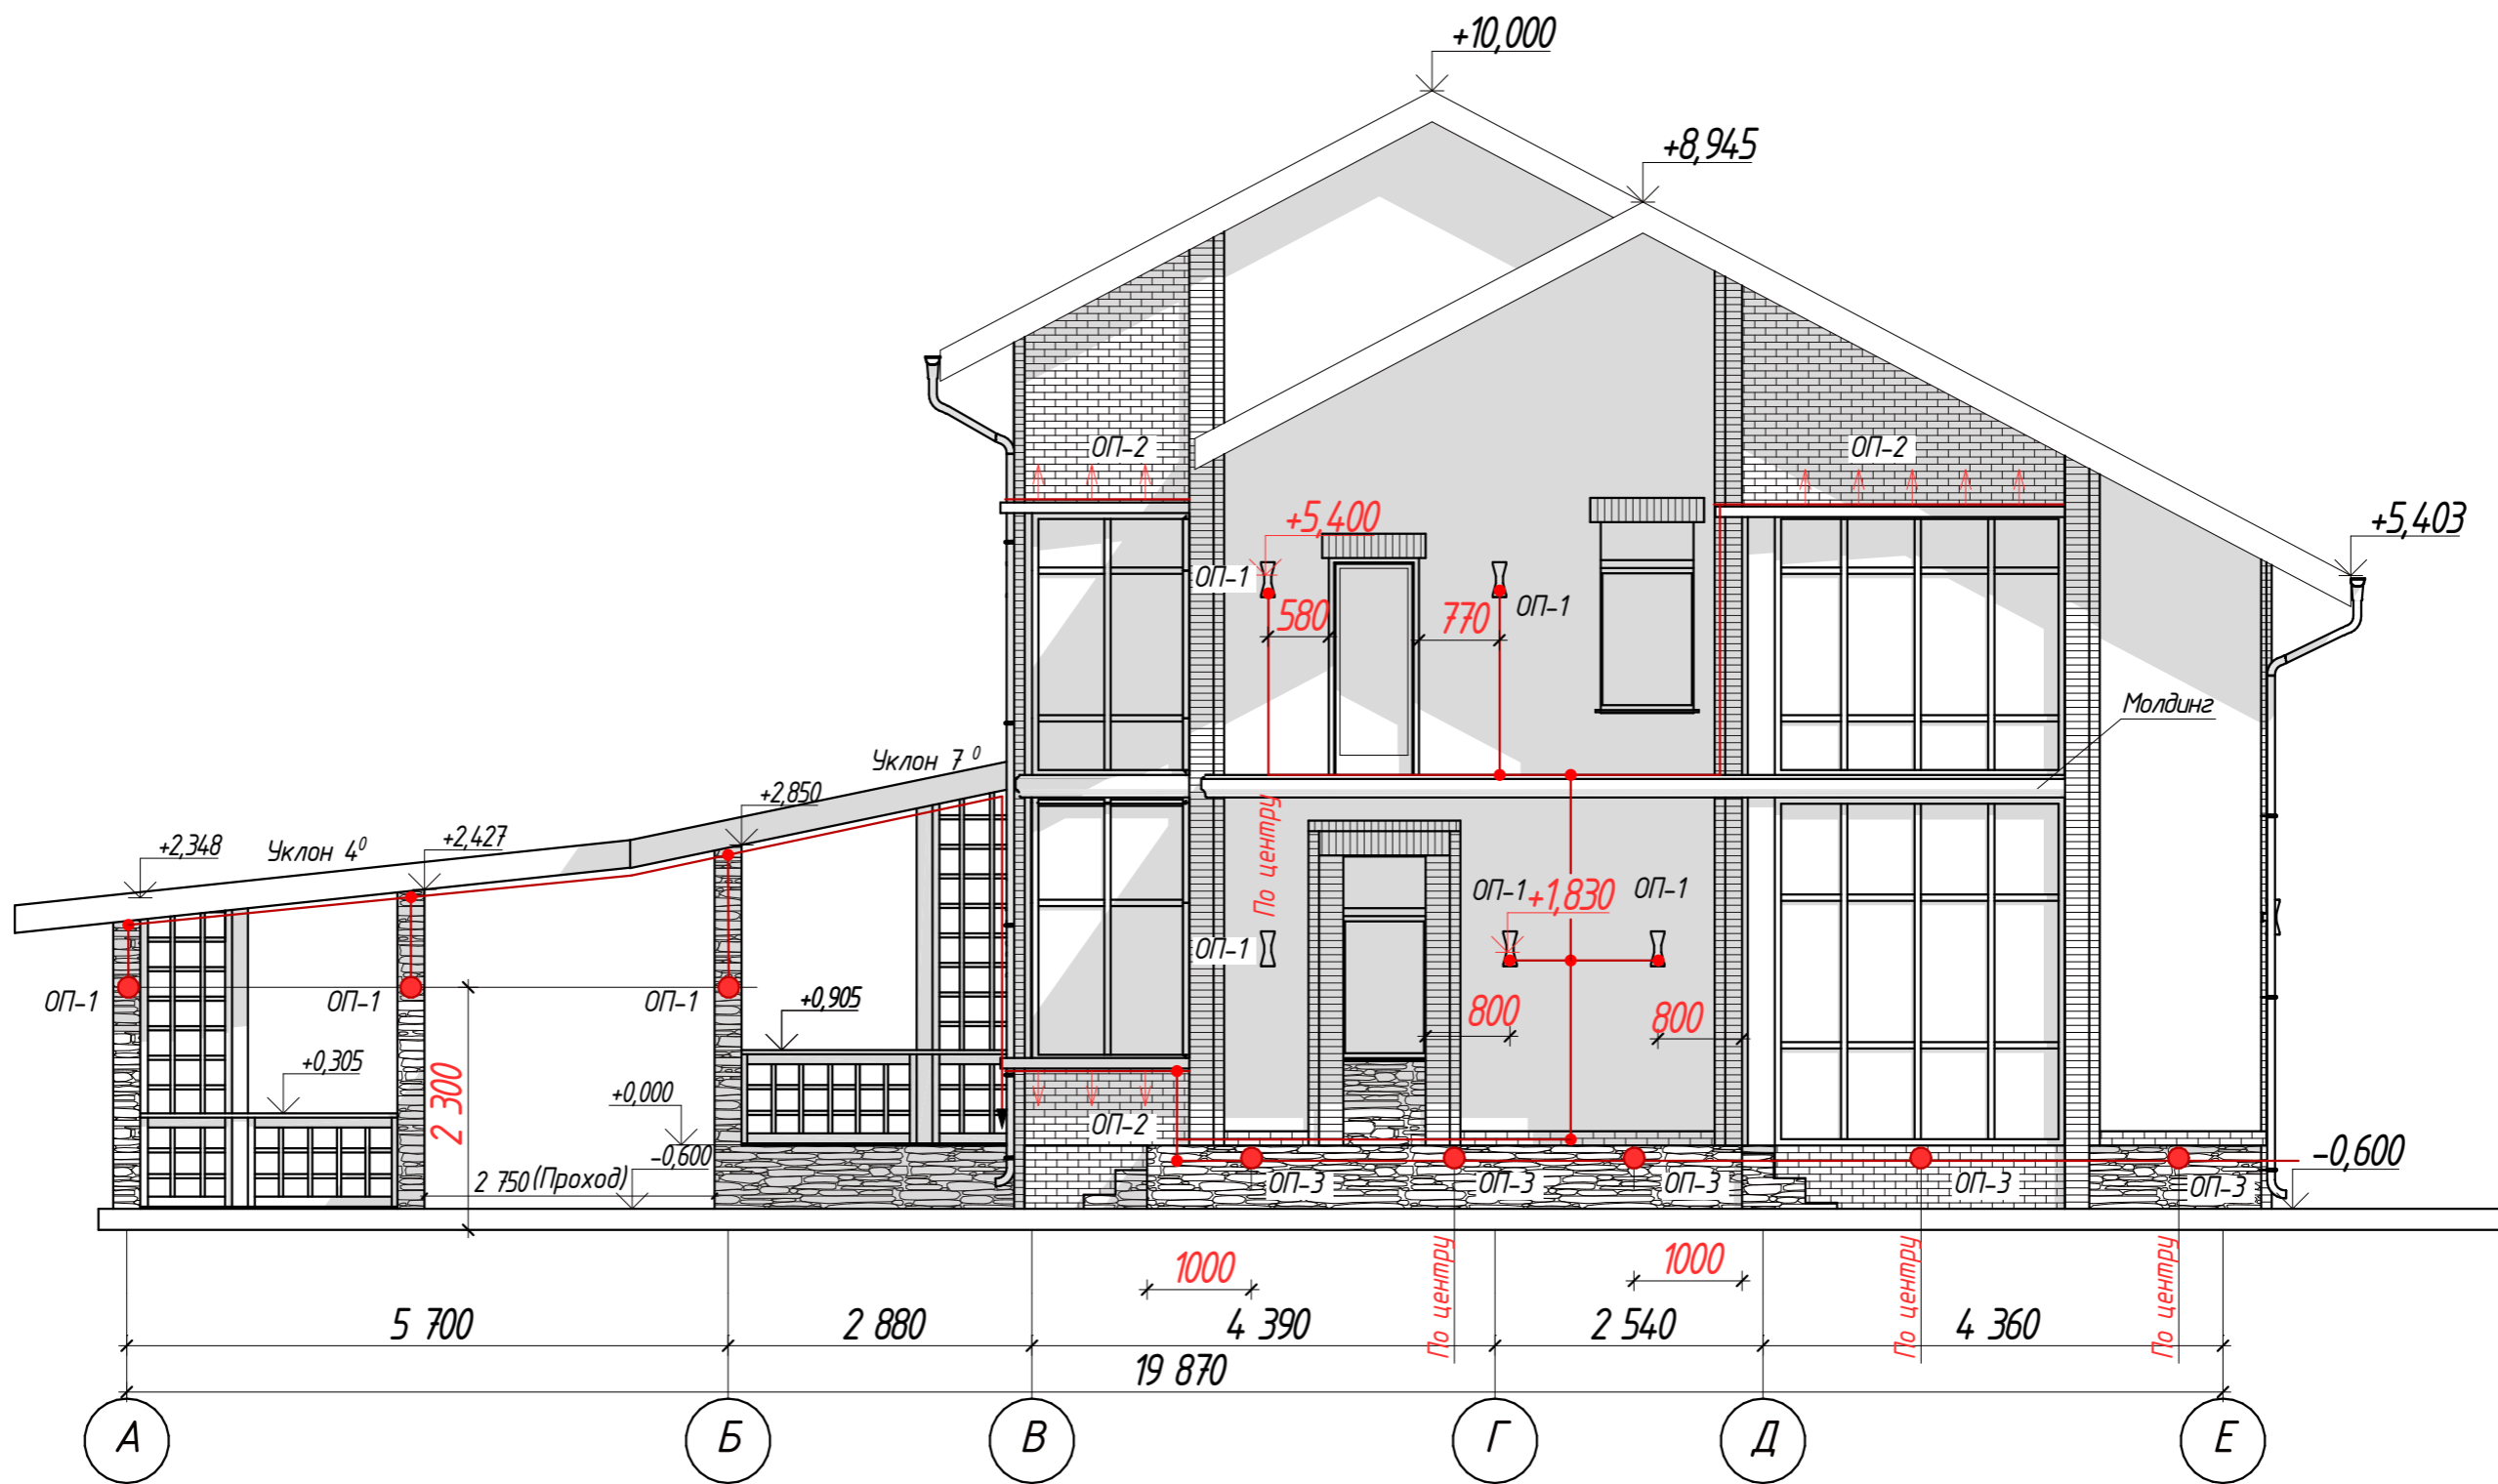 +10,000
+8,945
ОП-2
ОП-2
+5,400
+5,403
ОП-1
ОП-1
580
770
Молдинг
Уклон 7 0
+2,850
+2,348
Уклон 4 0
+2,427
По центру
ОП-1
+1,830
ОП-1
ОП-1
ОП-1
ОП-1
ОП-1
+0,905
800
800
+0,305
2 300
+0,000
ОП-2
-0,600
2 750 (Проход)
ОП-3
ОП-3
ОП-3
ОП-3
ОП-3
-0,600
1000
По центру
1000
По центру
По центру
5 700
2 880
4 390
2 540
4 360
19 870
А
Б
В
Г
Д
Е